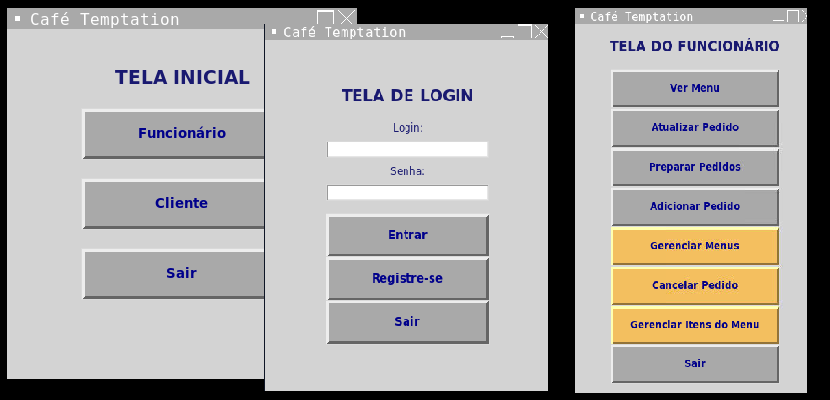 Café Temptation
TELA INICIAL
Funcionário
Cliente
Sair
Café Temptation
TELA DE LOGIN
Login:
Senha:
Entrar
Registre-se
Sair
Café Temptation
TELA DO FUNCIONÁRIO
Ver Menu
Atualizar Pedido
Preparar Pedidos
Adicionar Pedido
Gerenciar Menus
Cancelar Pedido
Gerenciar Itens do Menu
Sair